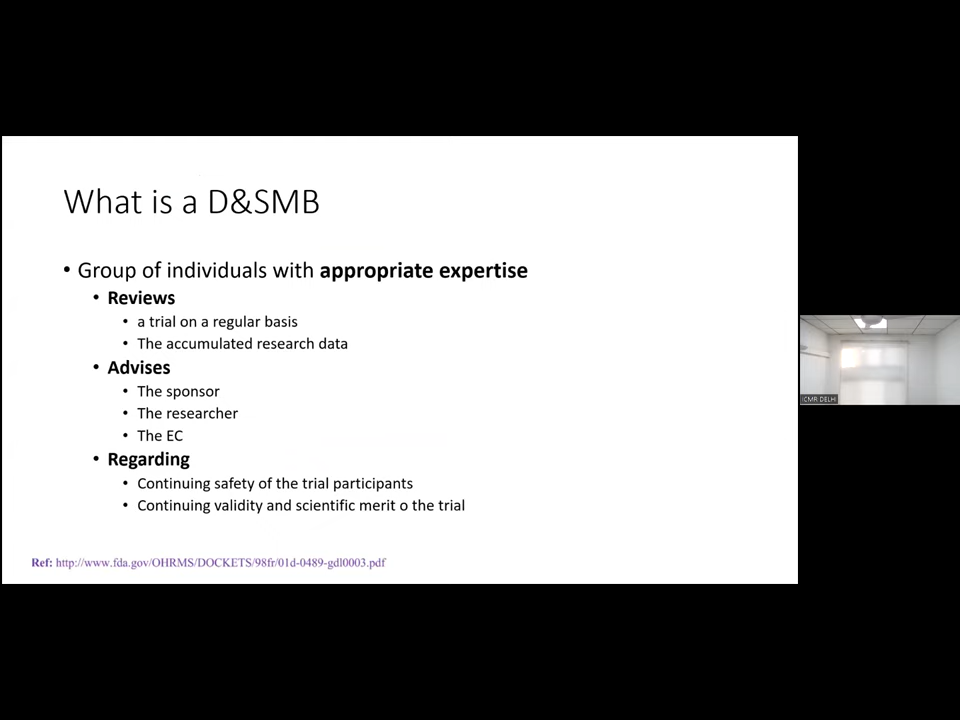 What is a D&SMB
• Group of individuals with appropriate expertise
• Reviews
• a trial on a regular basis
• The accumulated research data
• Advises
• The sponsor
• The researcher
• The EC
• Regarding
• Continuing safety of the trial participants
• Continuing validity and scientific merit o the trial
Ref: http://www.fda.gov/OHRMS/DOCKETS/98fr/01d-0489-gdl0003.pdf
ICMR DELHI